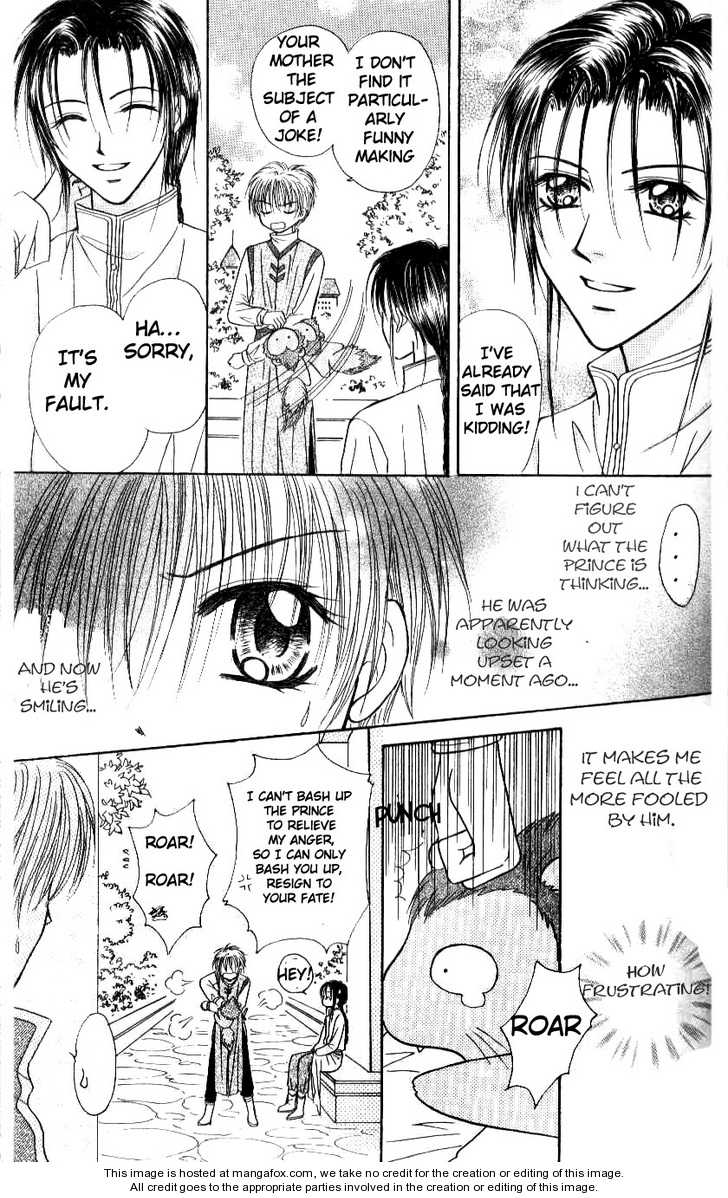 I'VE
ALREADY
SAID THAT
I WAS
KIDDING!
I DON'T
FIND IT
PARTICUL-
ARLY
FUNNY
MAKING
YOUR
MOTHER
THE
SUBJECT
OF A
JOKE!
HA...
SORRY,
IT'S
MY
FAULT.
...
I CAN'T
FIGURE
OUT
WHAT THE
PRINCE IS
THINKING...
HE WAS
APPARENTLY
LOOKING
UPSET A
MOMENT AGO...
AND NOW
HE'S
SMILING...
IT MAKES ME
FEEL ALL THE
MORE FOOLED
BY HIM.
HOW
FRUSTRATING!
PUNCH
ROAR
I CAN'T BASH UP
THE PRINCE
TO RELIEVE
MY ANGER,
SO I CAN ONLY
BASH YOU UP,
RESIGN TO
YOUR FATE!
ROAR!
ROAR!
HEY!
This image is hosted at mangafox.com, we take no credit for the creation or editing of this image.
All credit goes to the appropriate parties involved in the creation or editing of this image.